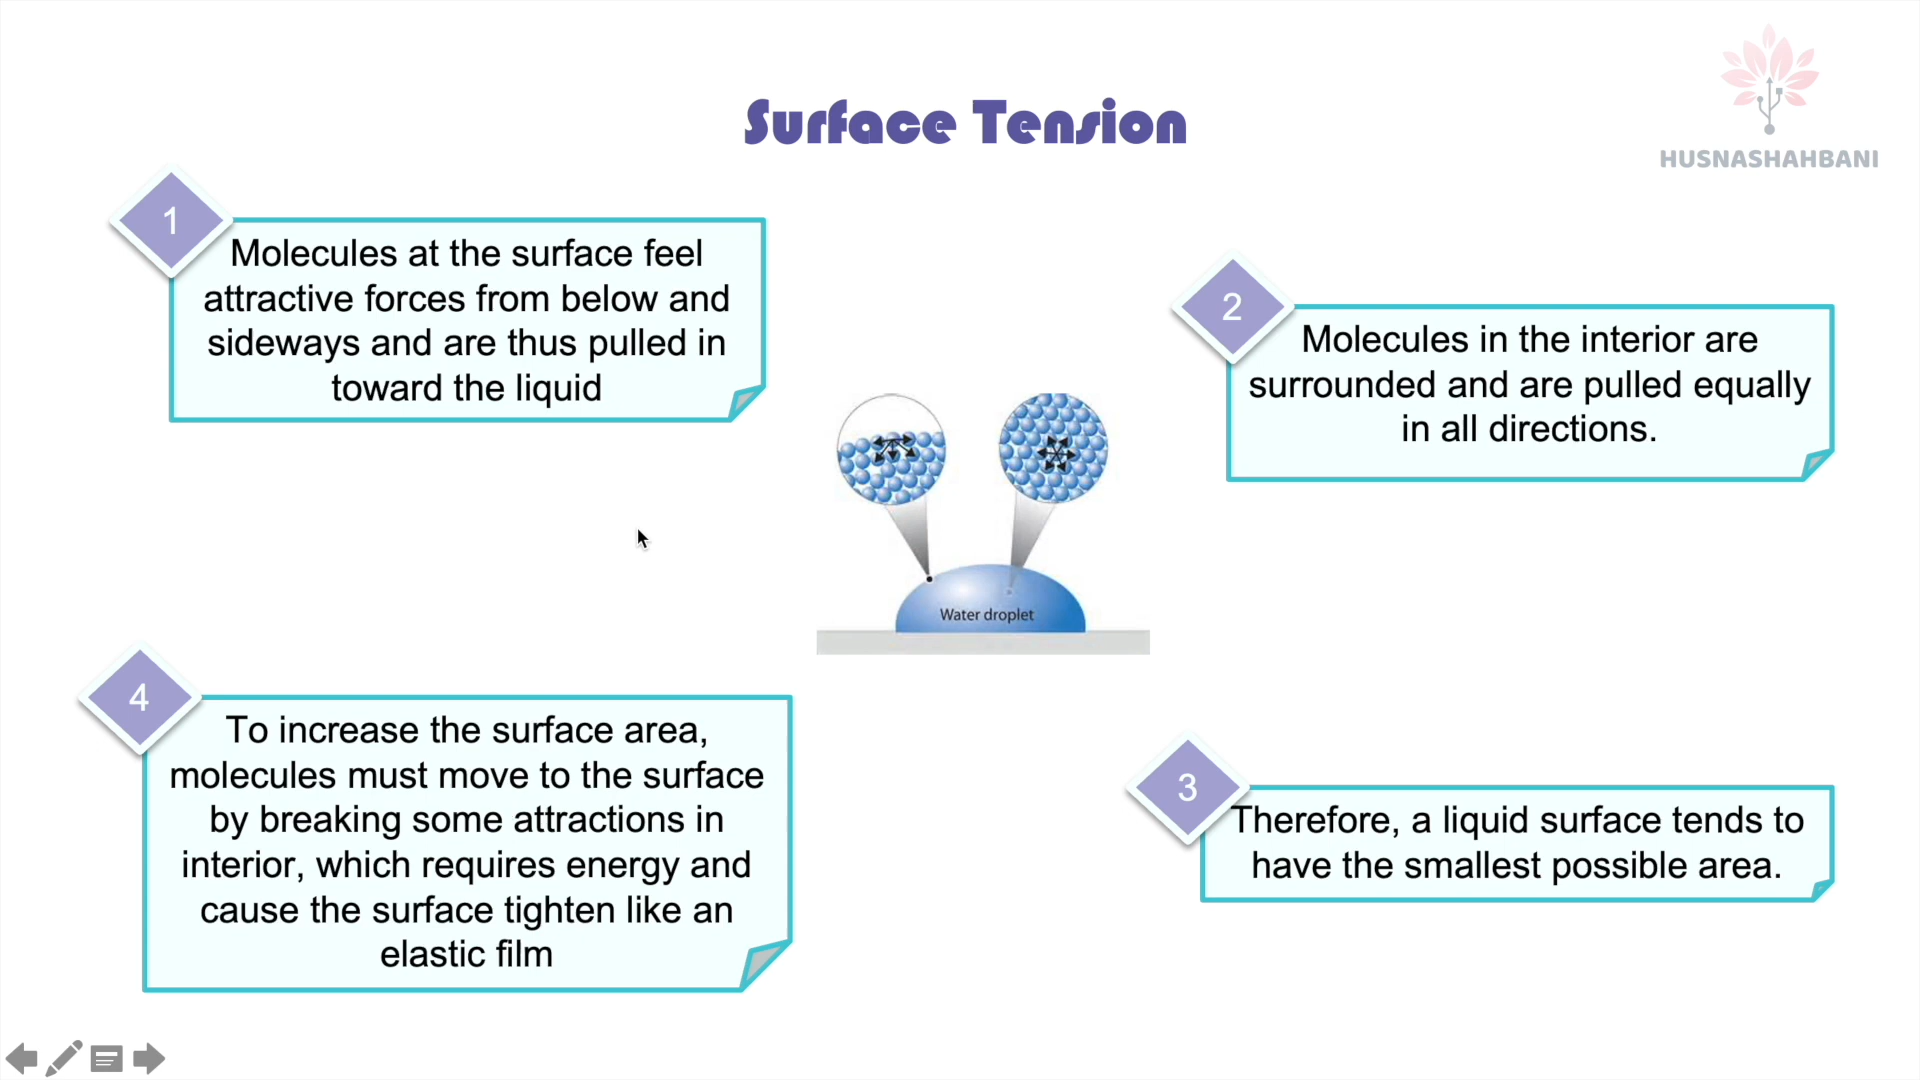 Surface Tension
HUSNASHAHBANI
1
Molecules at the surface feel
attractive forces from below and
sideways and are thus pulled in
toward the liquid
2
Molecules in the interior are
surrounded and are pulled equally
in all directions.
Water droplet
4
To increase the surface area,
molecules must move to the surface
by breaking some attractions in
interior, which requires energy and
cause the surface tighten like an
elastic film
3
Therefore, a liquid surface tends to
have the smallest possible area.